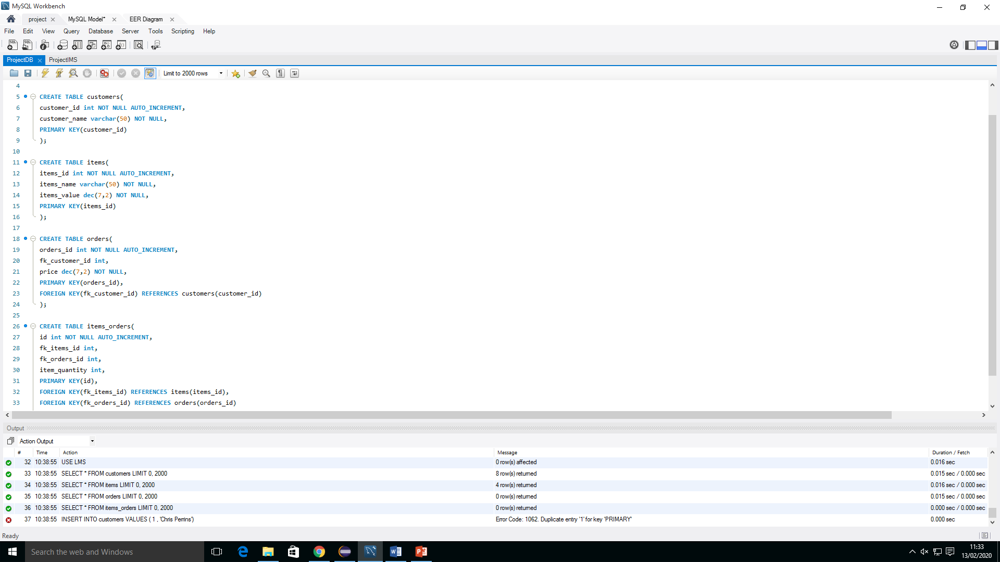 MySQL Workbench
project
MySQL Model*
EER Diagram
File Edit View Query Database Server Tools Scripting Help
ProjectDB
ProjectIMS
Limit to 2000 rows
4
5 CREATE TABLE customers(
6 customer_id int NOT NULL AUTO_INCREMENT,
7 customer_name varchar(50) NOT NULL,
8 PRIMARY KEY(customer_id)
9 );
10
11 CREATE TABLE items(
12 items_id int NOT NULL AUTO_INCREMENT,
13 items_name varchar(50) NOT NULL,
14 items_value dec(7,2) NOT NULL,
15 PRIMARY KEY(items_id)
16 );
17
18 CREATE TABLE orders(
19 orders_id int NOT NULL AUTO_INCREMENT,
20 fk_customer_id int,
21 price dec(7,2) NOT NULL,
22 PRIMARY KEY(orders_id),
23 FOREIGN KEY(fk_customer_id) REFERENCES customers(customer_id)
24 );
25
26 CREATE TABLE items_orders(
27 id int NOT NULL AUTO_INCREMENT,
28 fk_items_id int,
29 fk_orders_id int,
30 item_quantity int,
31 PRIMARY KEY(id),
32 FOREIGN KEY(fk_items_id) REFERENCES items(items_id),
33 FOREIGN KEY(fk_orders_id) REFERENCES orders(orders_id)
Output
Action Output
# Time Action Message Duration / Fetch
32 10:38:55 USE LMS 0 row(s) affected 0.016 sec
33 10:38:55 SELECT * FROM customers LIMIT 0, 2000 8 row(s) returned 0.015 sec / 0.000 sec
34 10:38:55 SELECT * FROM items LIMIT 0, 2000 4 row(s) returned 0.016 sec / 0.000 sec
35 10:38:55 SELECT * FROM orders LIMIT 0, 2000 0 row(s) returned 0.015 sec / 0.000 sec
36 10:38:55 SELECT * FROM items_orders LIMIT 0, 2000 0 row(s) returned 0.000 sec / 0.000 sec
37 10:38:55 INSERT INTO customers VALUES ( 1 , 'Chris Perrins') Error Code: 1062. Duplicate entry '1' for key 'PRIMARY' 0.000 sec
Ready
Search the web and Windows
11:33
13/02/2020